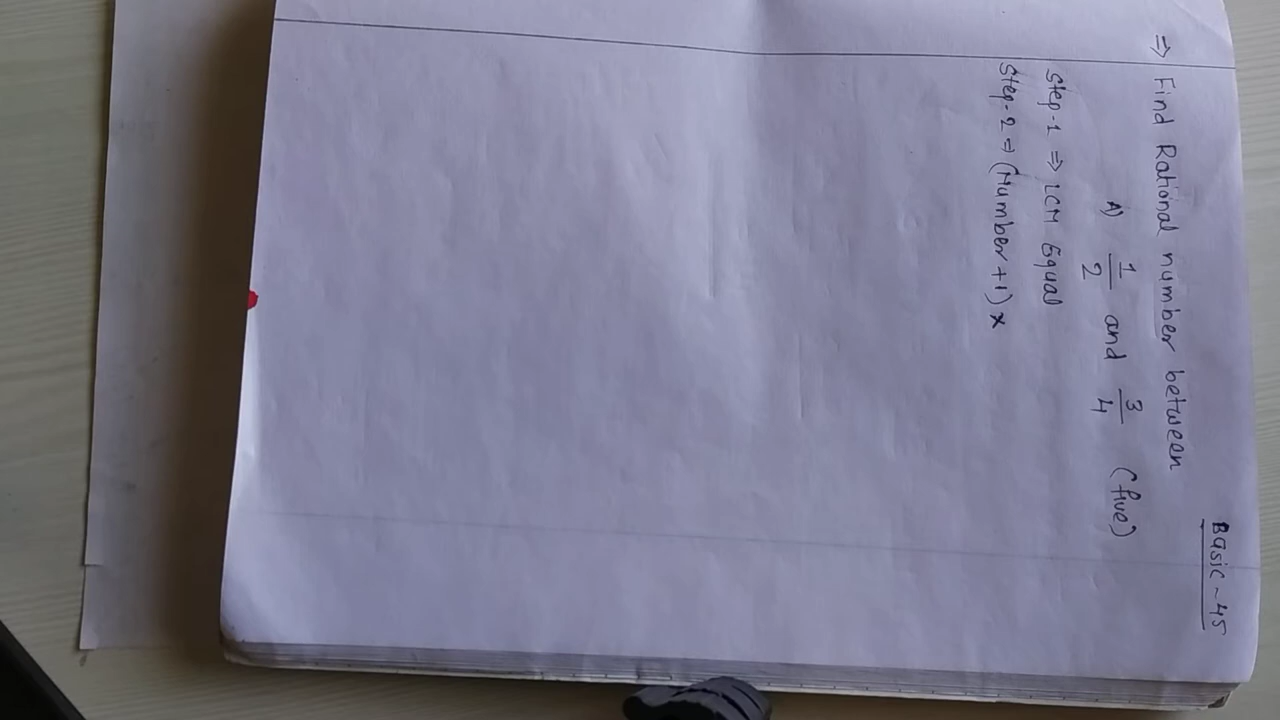 Basic - 45
⇒ Find Rational number between
A) 1/2 and 3/4 (five)
Step-1 ⇒ LCM Equal
Step-2 ⇒ (Number +1) ×